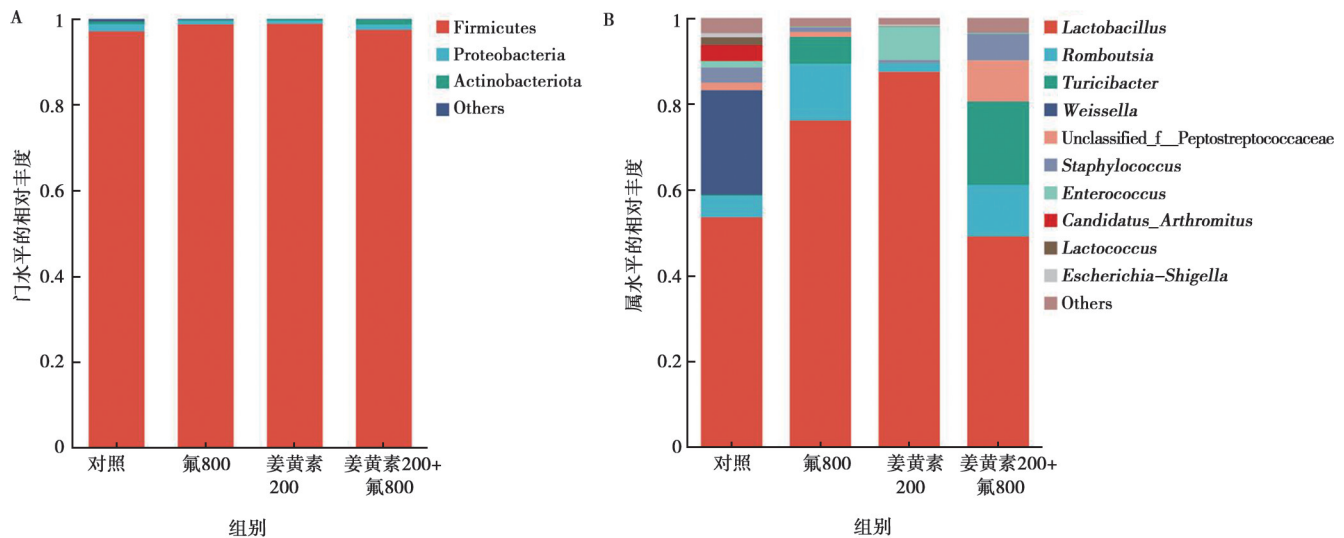 A
门水平的相对丰度
1
0.8
0.6
0.4
0.2
0
对照
氟800
姜黄素
200
姜黄素200+
氟800
组别
Firmicutes
Proteobacteria
Actinobacteriota
Others
B
属水平的相对丰度
1
0.8
0.6
0.4
0.2
0
对照
氟800
姜黄素
200
姜黄素200+
氟800
组别
Lactobacillus
Romboutsia
Turicibacter
Weissella
Unclassified_f__Peptostreptococcaceae
Staphylococcus
Enterococcus
Candidatus_Arthromitus
Lactococcus
Escherichia-Shigella
Others